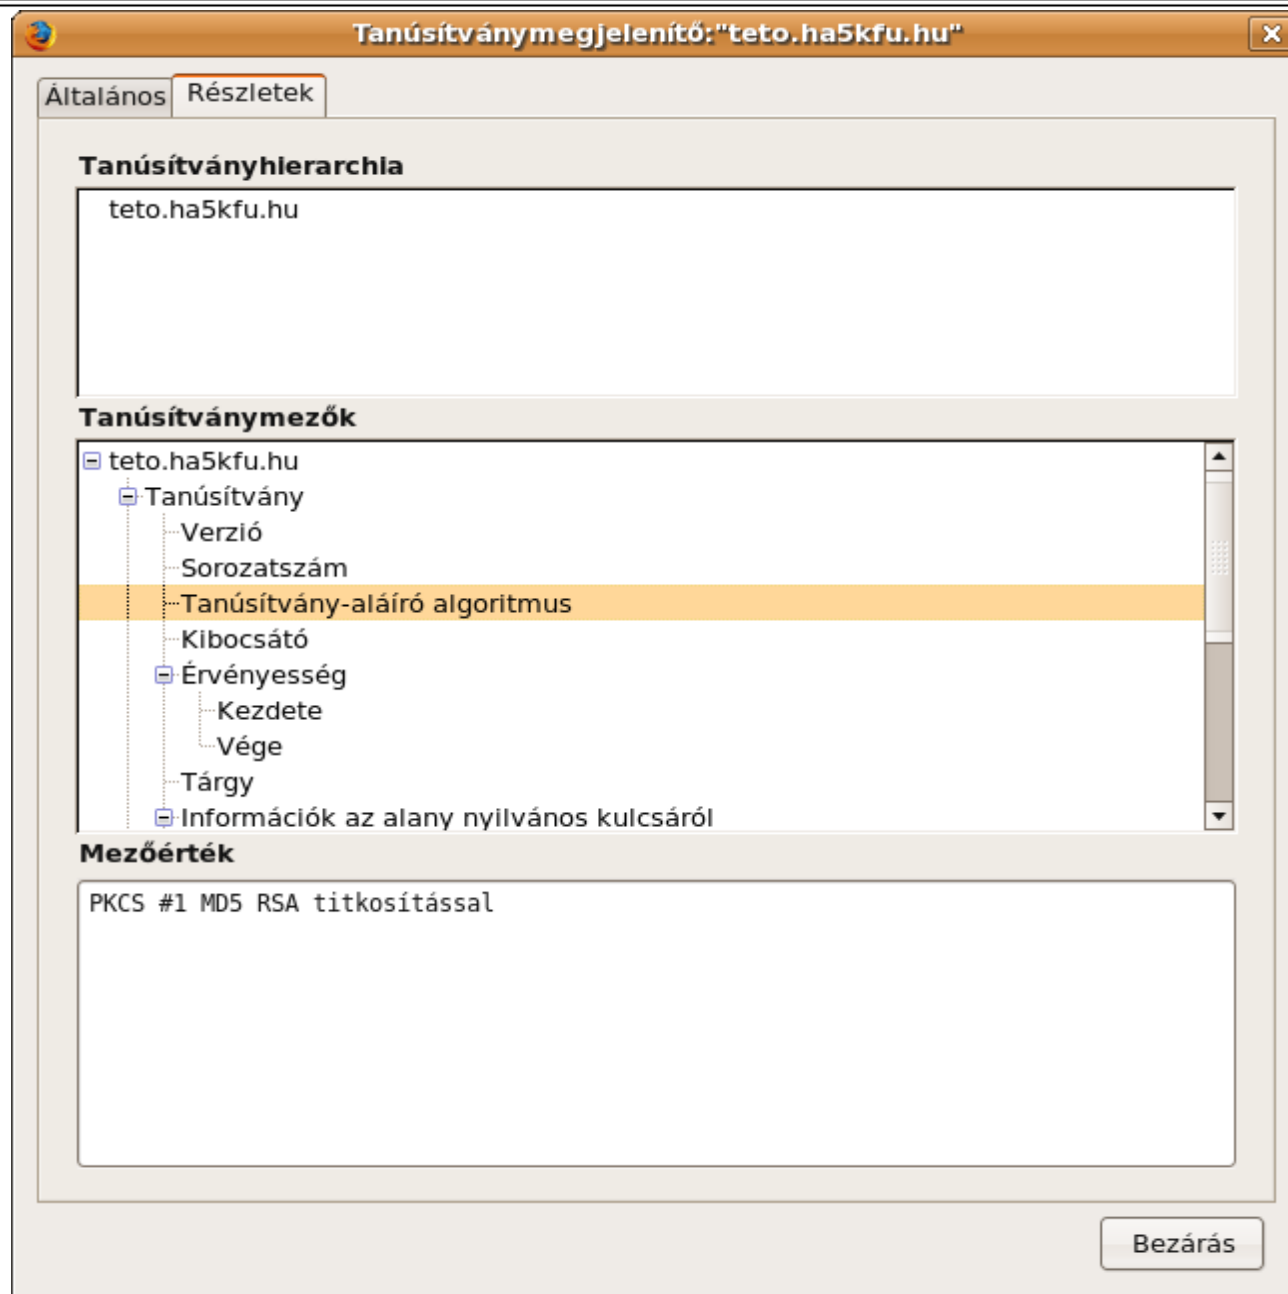 Tanúsítványmegjelenítő:"teto.ha5kfu.hu"
Általános Részletek
Tanúsítványhierarchia
teto.ha5kfu.hu
Tanúsítványmezők
teto.ha5kfu.hu
Tanúsítvány
Verzió
Sorozatszám
Tanúsítvány-aláíró algoritmus
Kibocsátó
Érvényesség
Kezdete
Vége
Tárgy
Információk az alany nyilvános kulcsáról
Mezőérték
PKCS #1 MD5 RSA titkosítással
Bezárás